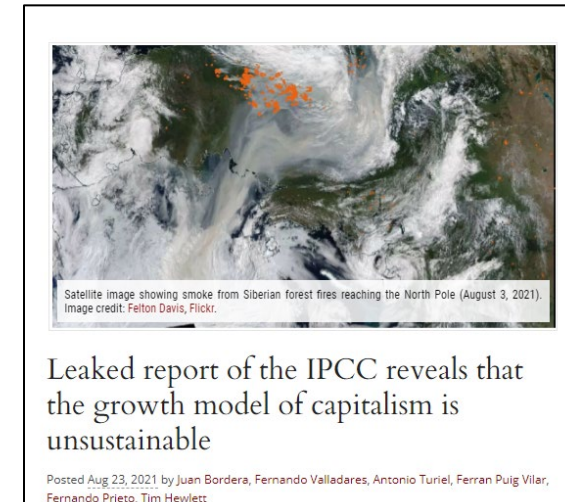 Satellite image showing smoke from Siberian forest fires reaching the North Pole (August 3, 2021).
Image credit: Felton Davis, Flickr.
Leaked report of the IPCC reveals that
the growth model of capitalism is
unsustainable
Posted Aug 23, 2021 by Juan Bordera, Fernando Valladares, Antonio Turiel, Ferran Puig Vilar,
Fernando Prieto, Tim Hewlett